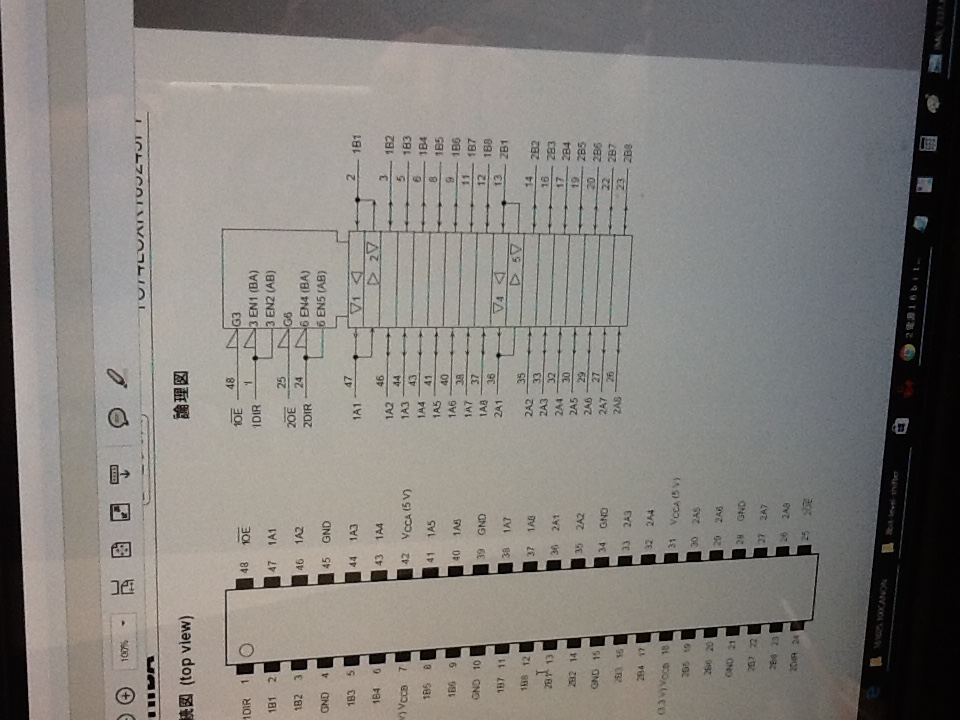 100%
続図 (top view)
論理図
1DIR 1
1B1 2
1B2 3
GND 4
1B3 5
1B4 6
VCCB 7
1B5 8
1B6 9
GND 10
1B7 11
1B8 12
2B1 13
2B2 14
GND 15
2B3 16
2B4 17
(3.3 V) VCCB 18
2B5 19
2B6 20
GND 21
2B7 22
2B8 23
2DIR 24
48 1OE
47 1A1
46 1A2
45 GND
44 1A3
43 1A4
42 VCCA (5 V)
41 1A5
40 1A6
39 GND
38 1A7
37 1A8
36 2A1
35 2A2
34 GND
33 2A3
32 2A4
31 VCCA (5 V)
30 2A5
29 2A6
28 GND
27 2A7
26 2A8
25 2OE
1OE 48 G3
1DIR 1 3 EN1 (BA)
3 EN2 (AB)
2OE 25 G6
2DIR 24 6 EN4 (BA)
6 EN5 (AB)
1A1 47 ▽1 ◁ 2 1B1
▷ 2▽
1A2 46 3 1B2
1A3 44 5 1B3
1A4 43 6 1B4
1A5 41 8 1B5
1A6 40 9 1B6
1A7 38 11 1B7
1A8 37 12 1B8
2A1 36 ▽4 ◁ 13 2B1
▷ 5▽
2A2 35 14 2B2
2A3 33 16 2B3
2A4 32 17 2B4
2A5 30 19 2B5
2A6 29 20 2B6
2A7 27 22 2B7
2A8 26 23 2B8
161025_100CANON
8bit-level-shifter
2電源16bit...